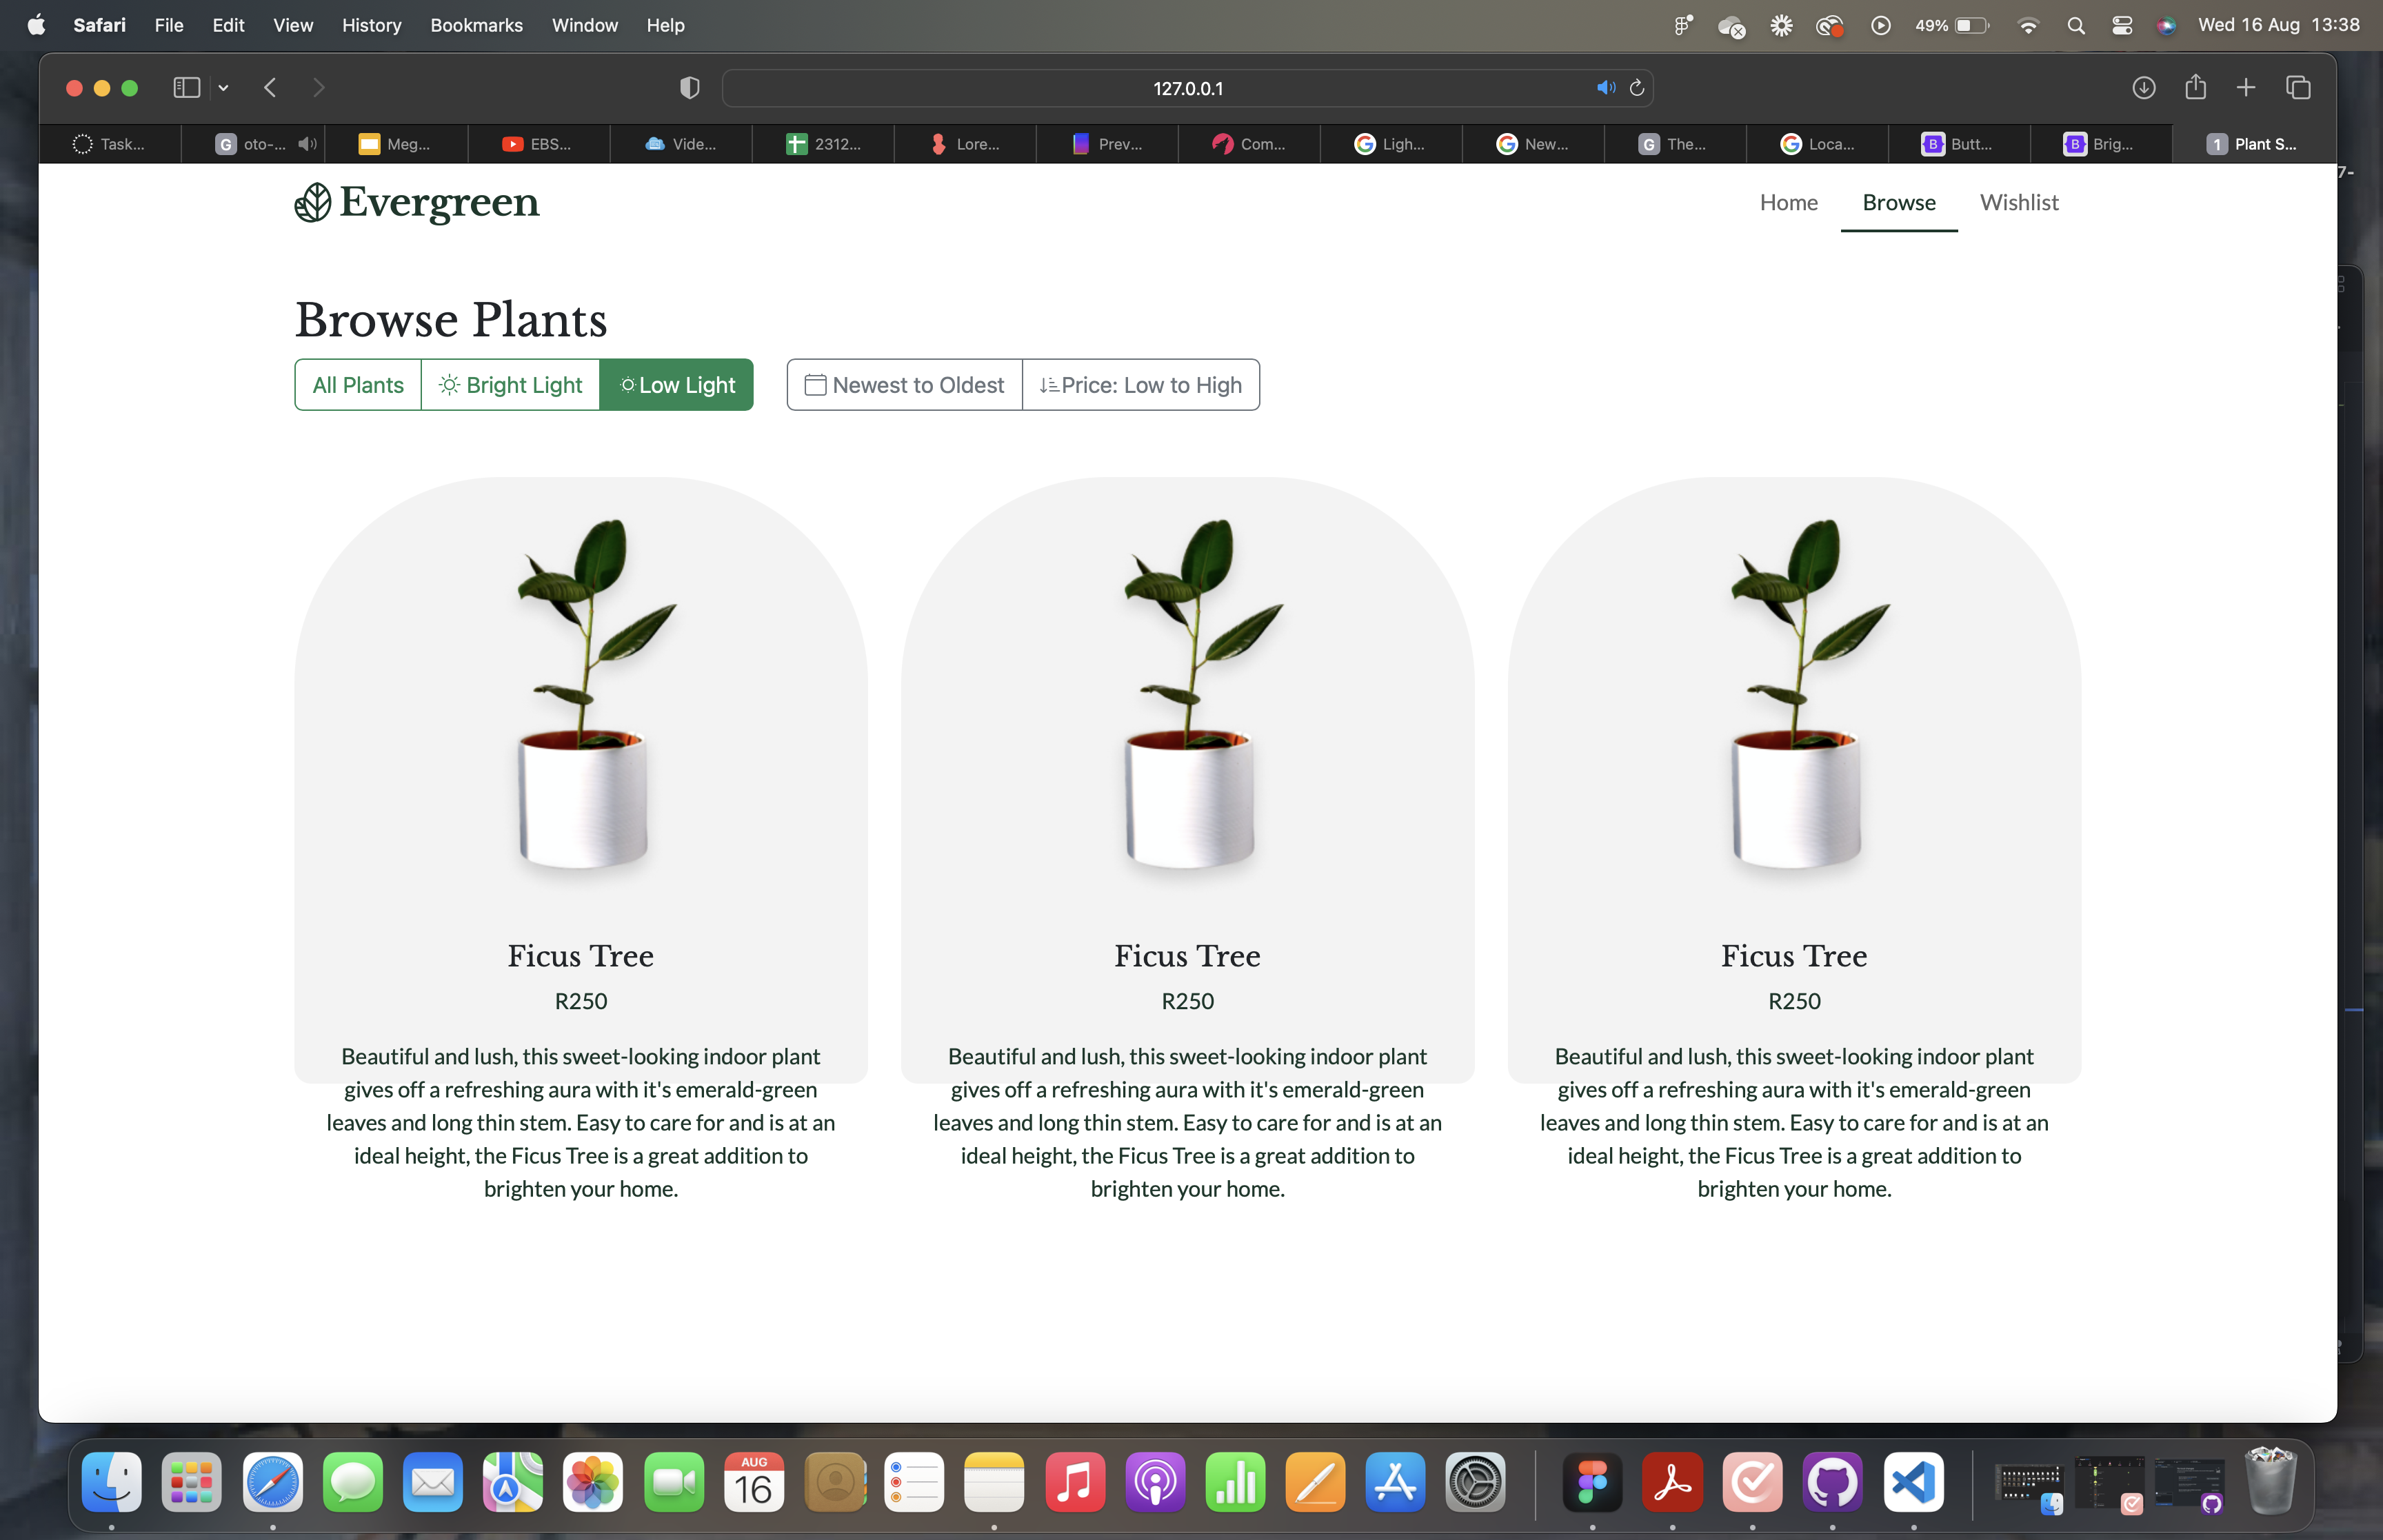 Safari File Edit View History Bookmarks Window Help 49% Wed 16 Aug 13:38
127.0.0.1
Task... G oto-... Meg... EBS... Vide... 2312... Lore... Prev... Com... Ligh... New... G The... Loca... B Butt... B Brig... 1 Plant S...
7-
Evergreen Home Browse Wishlist
Browse Plants
All Plants Bright Light Low Light Newest to Oldest Price: Low to High
Ficus Tree Ficus Tree Ficus Tree
R250 R250 R250
Beautiful and lush, this sweet-looking indoor plant Beautiful and lush, this sweet-looking indoor plant Beautiful and lush, this sweet-looking indoor plant
gives off a refreshing aura with it's emerald-green gives off a refreshing aura with it's emerald-green gives off a refreshing aura with it's emerald-green
leaves and long thin stem. Easy to care for and is at an leaves and long thin stem. Easy to care for and is at an leaves and long thin stem. Easy to care for and is at an
ideal height, the Ficus Tree is a great addition to ideal height, the Ficus Tree is a great addition to ideal height, the Ficus Tree is a great addition to
brighten your home. brighten your home. brighten your home.
AUG
16